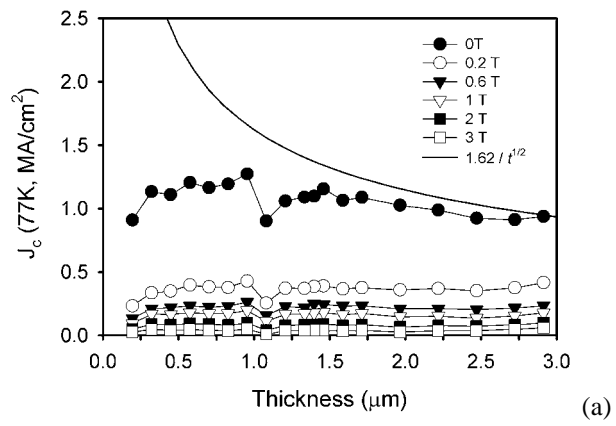 2.5
2.0
1.5
1.0
0.5
0.0
J_c (77K, MA/cm²)
0T
0.2 T
0.6 T
1 T
2 T
3 T
1.62 / t^{1/2}
0.0 0.5 1.0 1.5 2.0 2.5 3.0
Thickness (μm)
(a)